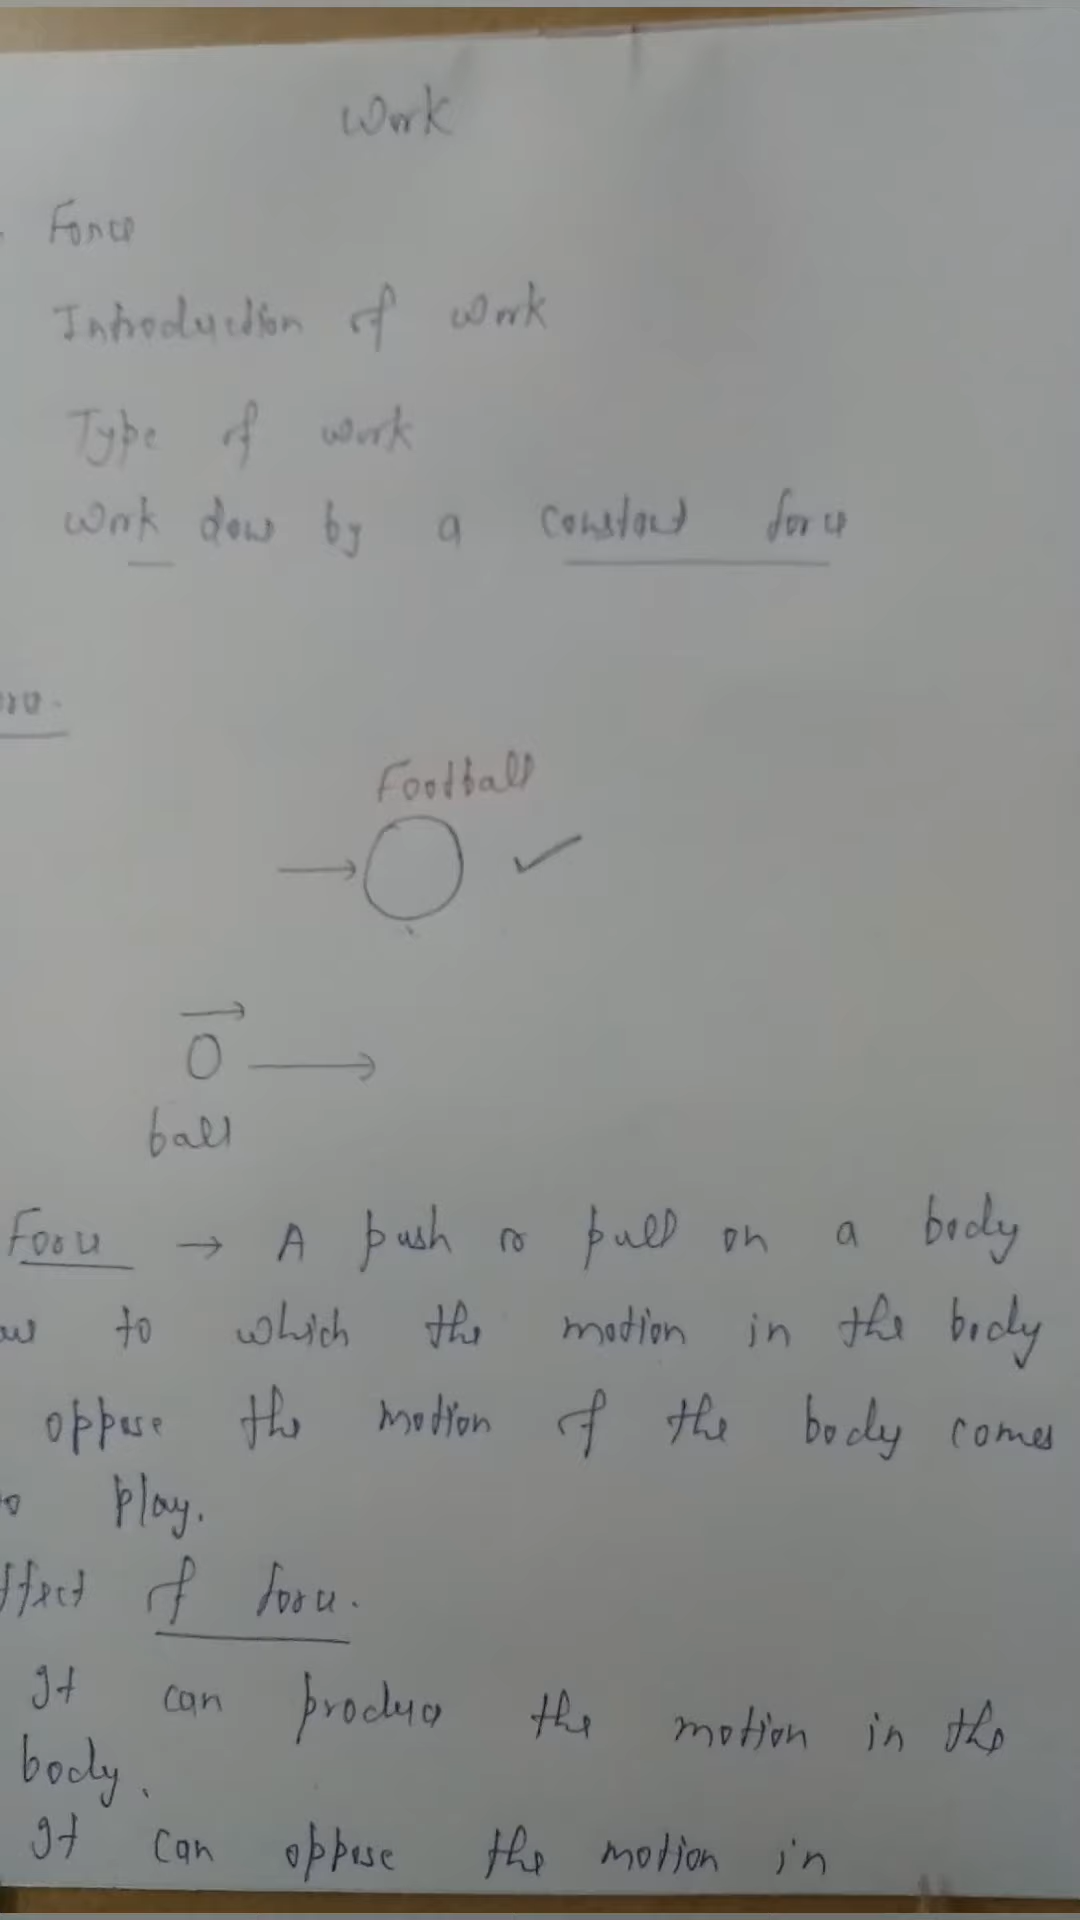 Work
Force
Introduction of work
Type of work
Work done by a constant force
Football
ball
Force → A push or pull on a body
to which the motion in the body
oppose the motion of the body comes
play.
of force.
It can produce the motion in the
body.
It can oppose the motion in